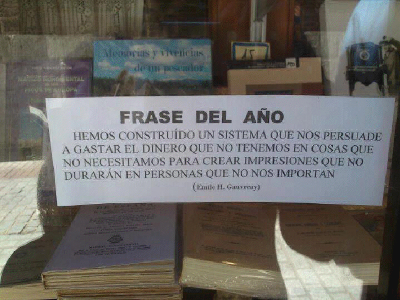 Memorias y vivencias
de un pescador
15
FRASE DEL AÑO
HEMOS CONSTRUÍDO UN SISTEMA QUE NOS PERSUADE
A GASTAR EL DINERO QUE NO TENEMOS EN COSAS QUE
NO NECESITAMOS PARA CREAR IMPRESIONES QUE NO
DURARÁN EN PERSONAS QUE NO NOS IMPORTAN
(Emile H. Gauvreay)